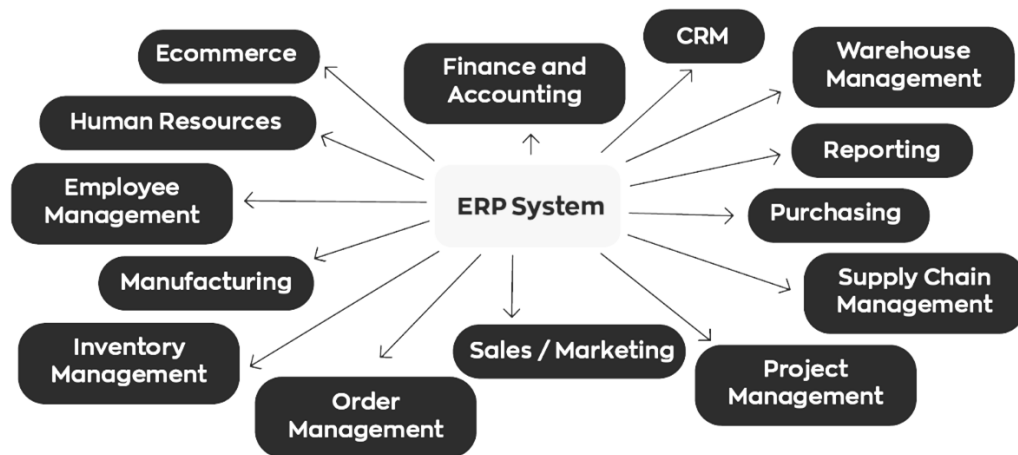 Ecommerce
Finance and
Accounting
CRM
Warehouse
Management
Human Resources
Reporting
Employee
Management
ERP System
Purchasing
Manufacturing
Supply Chain
Management
Inventory
Management
Sales / Marketing
Project
Management
Order
Management